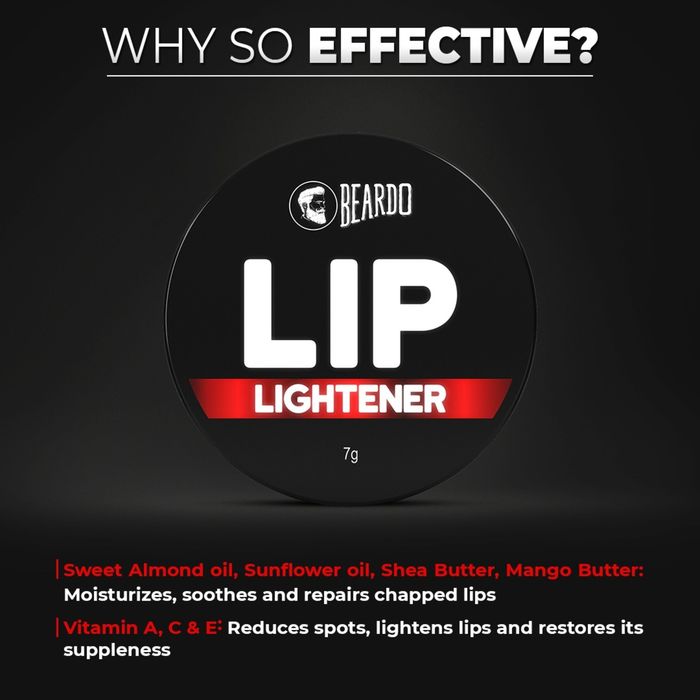 WHY SO EFFECTIVE?
BEARDO
LIP
LIGHTENER
7g
Sweet Almond oil, Sunflower oil, Shea Butter, Mango Butter:
Moisturizes, soothes and repairs chapped lips
Vitamin A, C & E: Reduces spots, lightens lips and restores its
suppleness